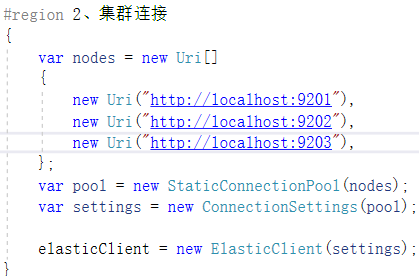 #region 2、集群连接
{
    var nodes = new Uri[]
    {
        new Uri("http://localhost:9201"),
        new Uri("http://localhost:9202"),
        new Uri("http://localhost:9203"),
    };
    var pool = new StaticConnectionPool(nodes);
    var settings = new ConnectionSettings(pool);

    elasticClient = new ElasticClient(settings);
}